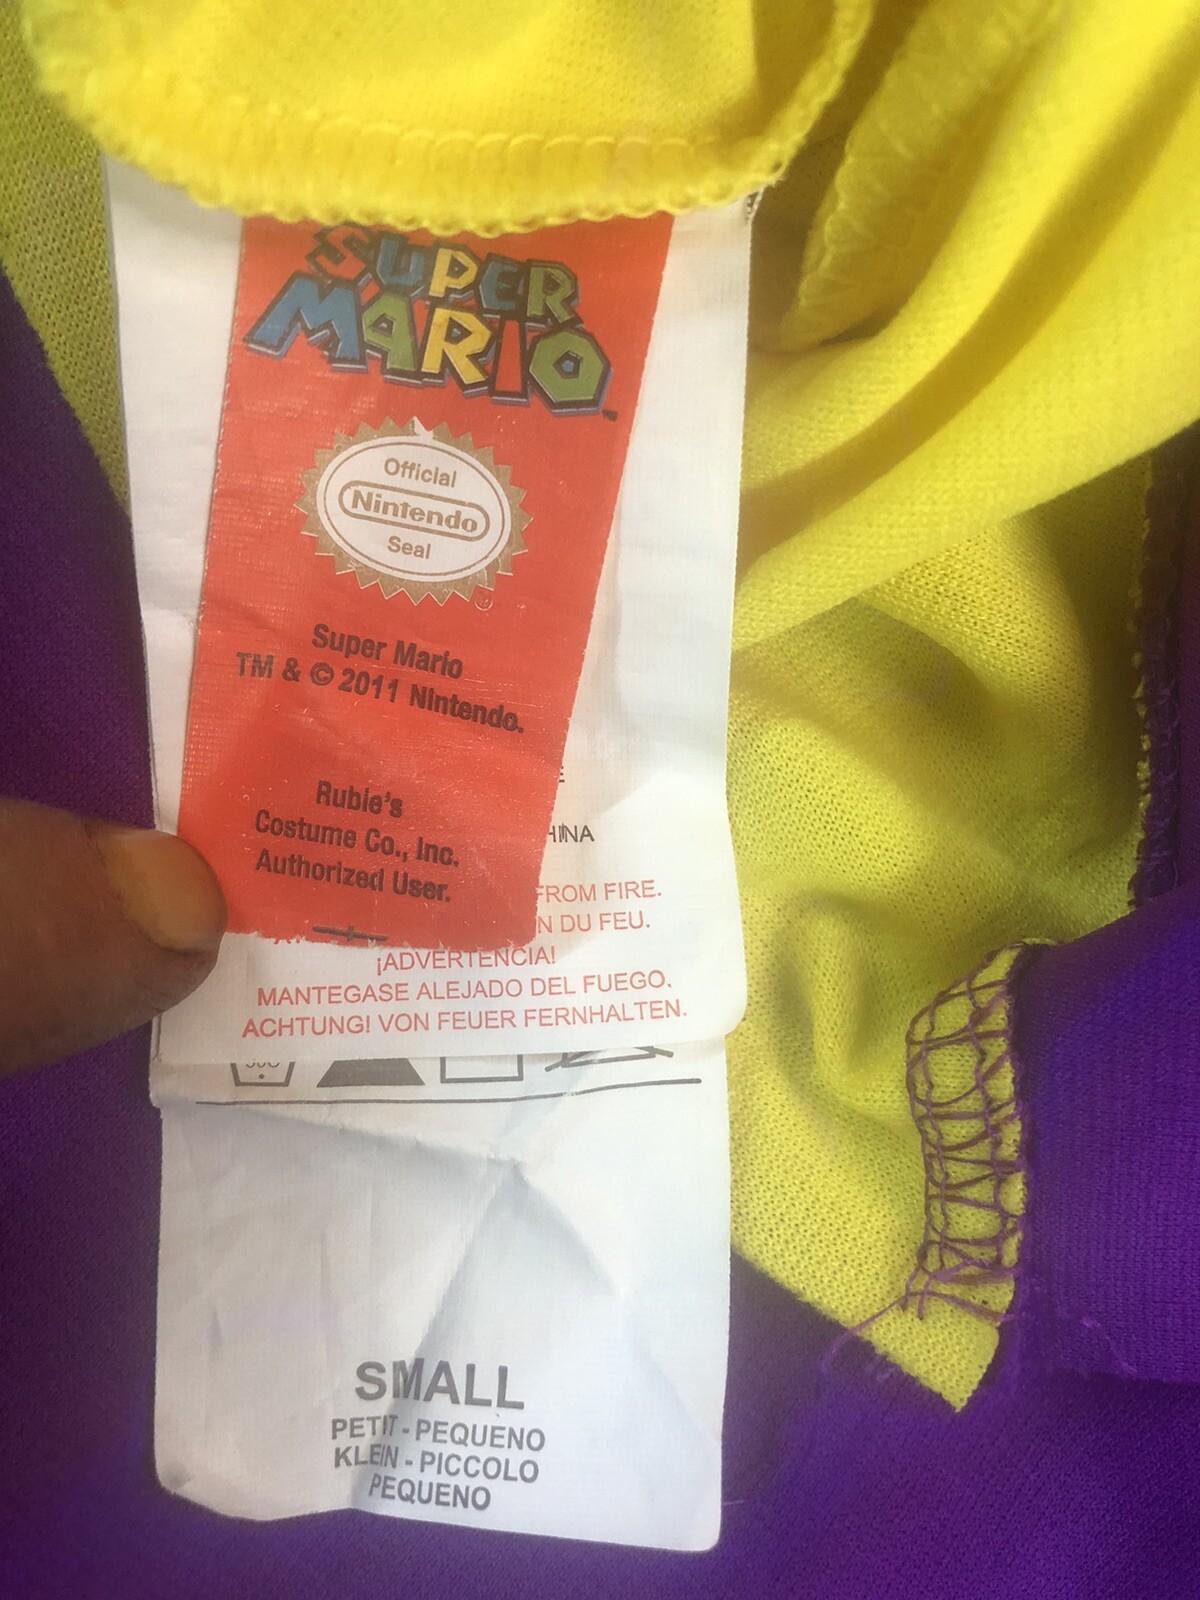 SUPER
MARIO
TM
Official
Nintendo
Seal
®
Super Mario
TM & © 2011 Nintendo.
Rubie's
Costume Co., Inc.
Authorized User.
FROM FIRE.
DU FEU.
¡ADVERTENCIA!
MANTEGASE ALEJADO DEL FUEGO.
ACHTUNG! VON FEUER FERNHALTEN.
SMALL
PETIT - PEQUENO
KLEIN - PICCOLO
PEQUENO